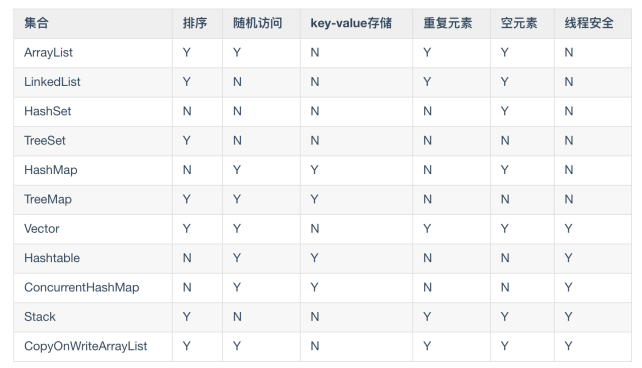 集合 排序 随机访问 key-value存储 重复元素 空元素 线程安全
ArrayList Y Y N Y Y N
LinkedList Y N N Y Y N
HashSet N N N N Y N
TreeSet Y N N N N N
HashMap N Y Y N Y N
TreeMap Y Y Y N N N
Vector Y Y N Y Y Y
Hashtable N Y Y N N Y
ConcurrentHashMap N Y Y N N Y
Stack Y N N Y Y Y
CopyOnWriteArrayList Y Y N Y Y Y